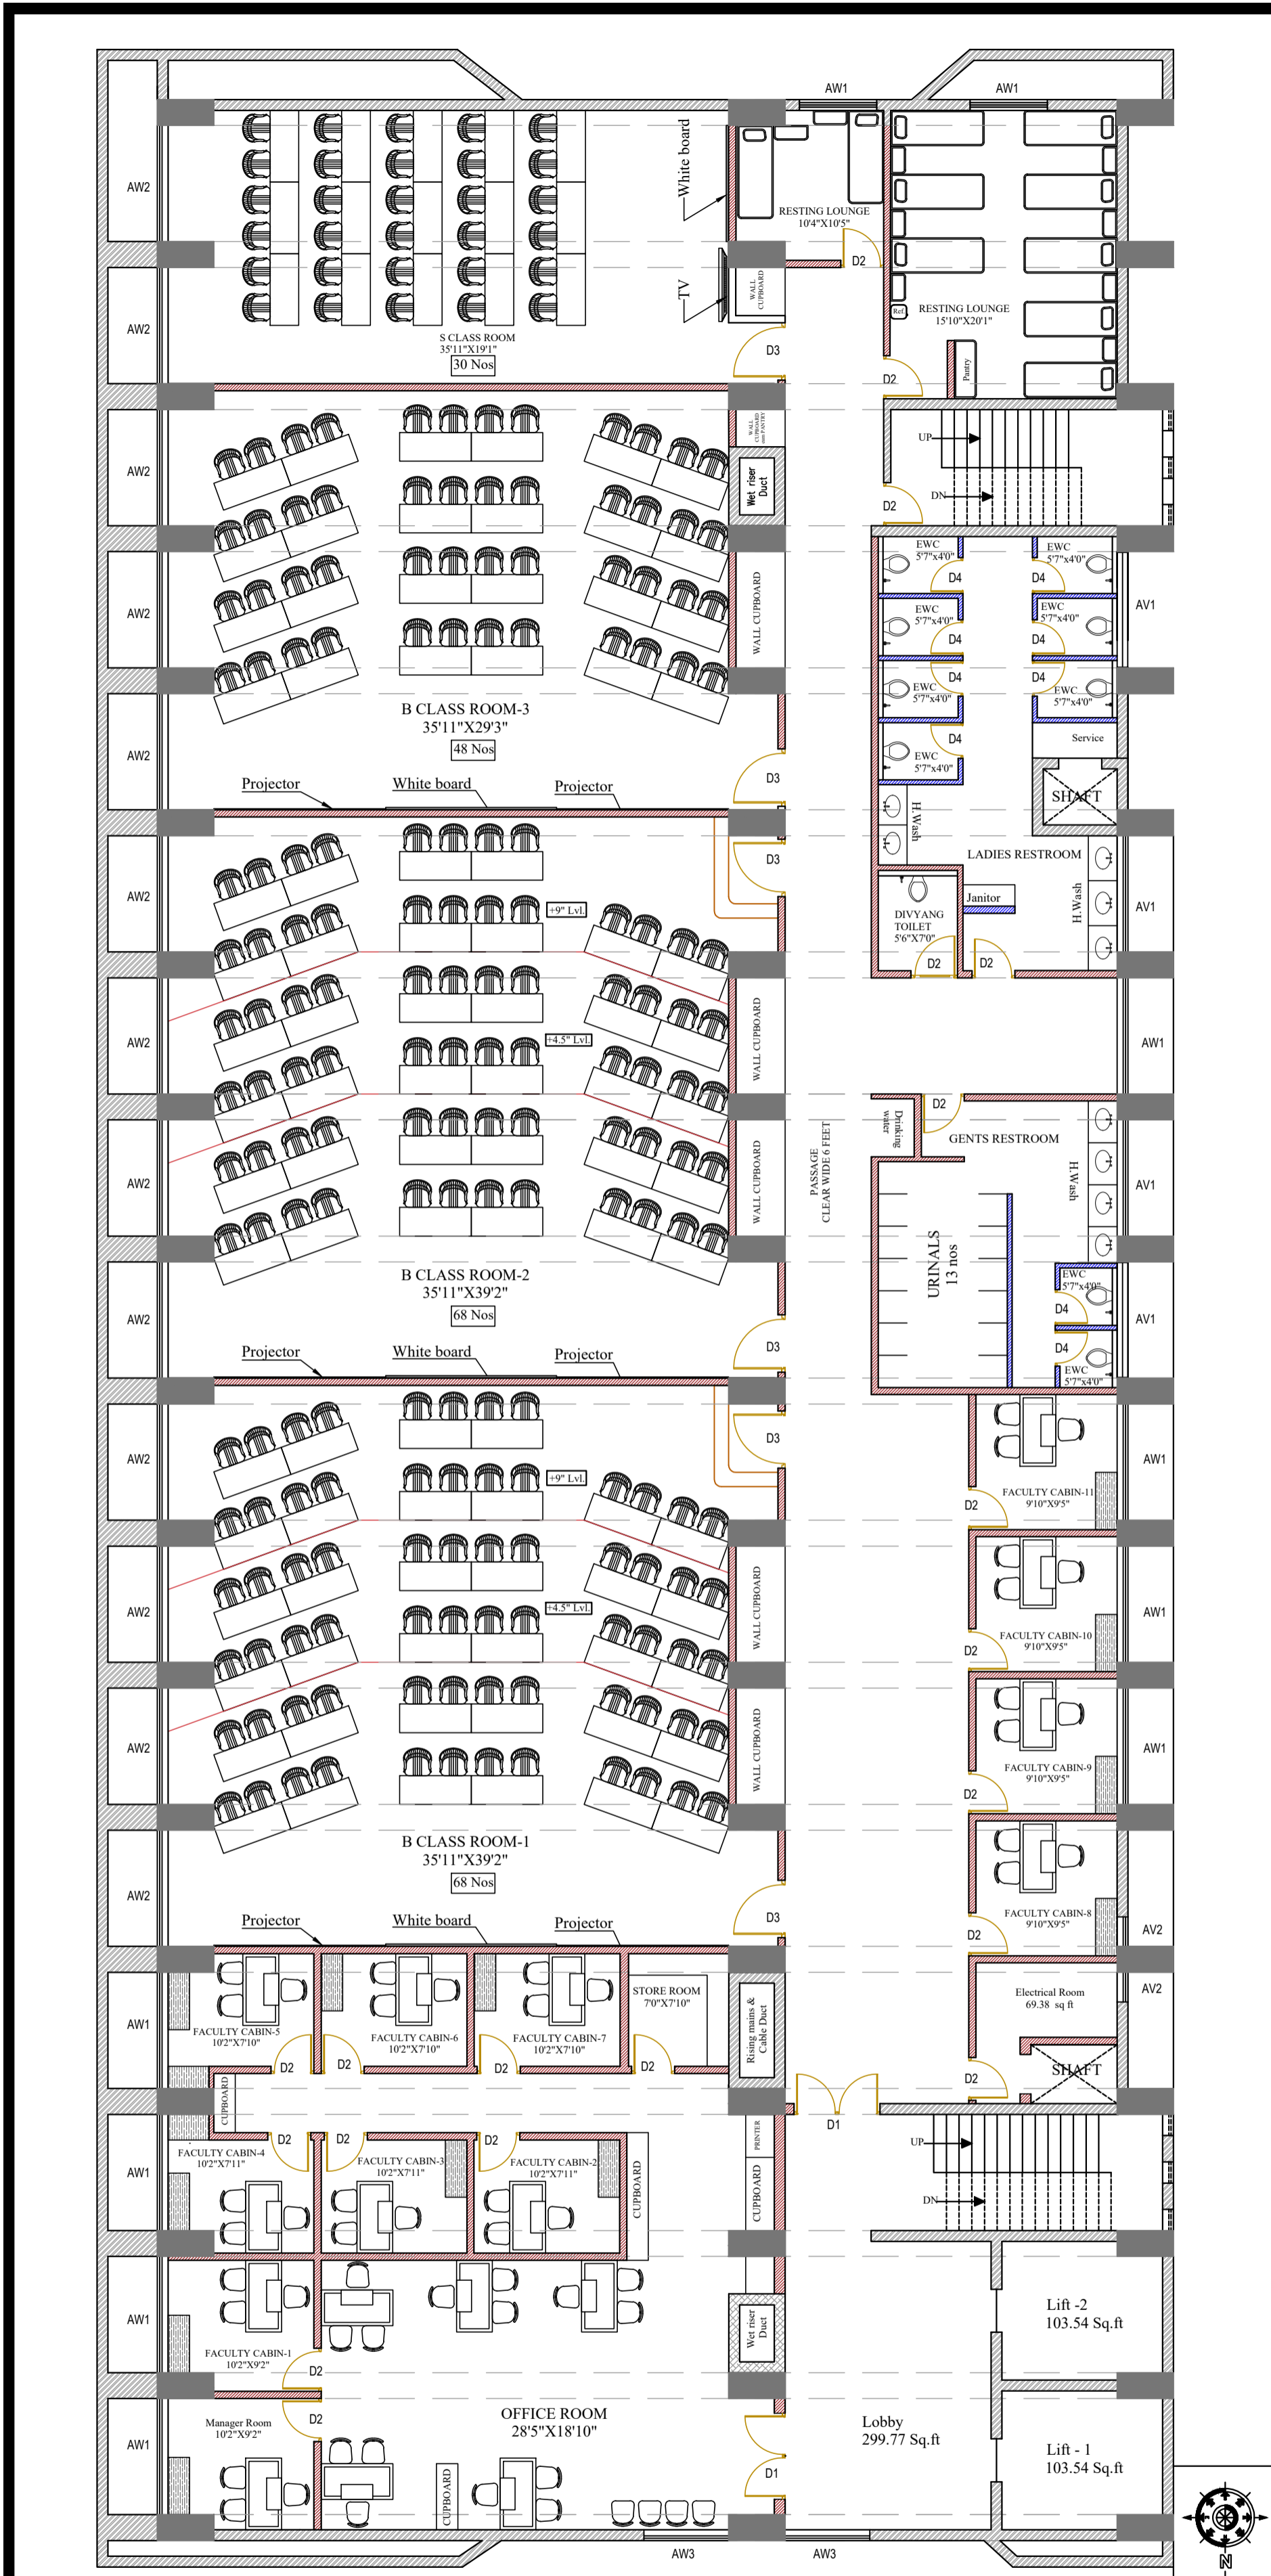 AW1
AW1
White board
AW2
RESTING LOUNGE
10'4"X10'5"
D2
TV
WALL
CUPBOARD
Ref.
RESTING LOUNGE
15'10"X20'1"
AW2
S CLASS ROOM
35'11"X19'1"
30 Nos
D3
D2
Pantry
WALL
CUPBOARD
UP
DN
AW2
Wet riser
Duct
D2
EWC
5'7"x4'0"
D4
EWC
5'7"x4'0"
D4
AW2
WALL CUPBOARD
EWC
5'7"x4'0"
D4
EWC
5'7"x4'0"
D4
AV1
D4
EWC
5'7"x4'0"
D4
EWC
5'7"x4'0"
B CLASS ROOM-3
35'11"X29'3"
48 Nos
AW2
D4
EWC
5'7"x4'0"
Service
Projector
White board
Projector
D3
SHAFT
H.Wash
LADIES RESTROOM
D3
AW2
+9" Lvl.
Janitor
H.Wash
AV1
DIVYANG
TOILET
5'6"X7'0"
D2
D2
AW2
+4.5" Lvl.
WALL CUPBOARD
AW1
D2
Drinking
water
GENTS RESTROOM
H.Wash
AW2
WALL CUPBOARD
PASSAGE
CLEAR WIDE 6 FEET
AV1
URINALS
13 nos
B CLASS ROOM-2
35'11"X39'2"
68 Nos
AW2
D3
EWC
5'7"x4'0"
D4
AV1
D4
EWC
5'7"x4'0"
Projector
White board
Projector
D3
AW2
+9" Lvl.
FACULTY CABIN-11
9'10"X9'5"
D2
AW1
AW2
+4.5" Lvl.
WALL CUPBOARD
FACULTY CABIN-10
9'10"X9'5"
D2
AW1
AW2
WALL CUPBOARD
FACULTY CABIN-9
9'10"X9'5"
D2
AW1
B CLASS ROOM-1
35'11"X39'2"
68 Nos
AW2
D3
FACULTY CABIN-8
9'10"X9'5"
D2
AV2
Projector
White board
Projector
AW1
FACULTY CABIN-5
10'2"X7'10"
D2
FACULTY CABIN-6
10'2"X7'10"
D2
FACULTY CABIN-7
10'2"X7'10"
D2
STORE ROOM
7'0"X7'10"
D2
Rising mains &
Cable Duct
Electrical Room
69.38 sq ft
AV2
SHAFT
D2
CUPBOARD
D1
AW1
FACULTY CABIN-4
10'2"X7'11"
D2
FACULTY CABIN-3
10'2"X7'11"
D2
FACULTY CABIN-2
10'2"X7'11"
D2
CUPBOARD
PRINTER
CUPBOARD
UP
DN
AW1
FACULTY CABIN-1
10'2"X9'2"
D2
Wet riser
Duct
Lift -2
103.54 Sq.ft
AW1
Manager Room
10'2"X9'2"
D2
OFFICE ROOM
28'5"X18'10"
CUPBOARD
D1
Lobby
299.77 Sq.ft
Lift - 1
103.54 Sq.ft
AW3
AW3
N